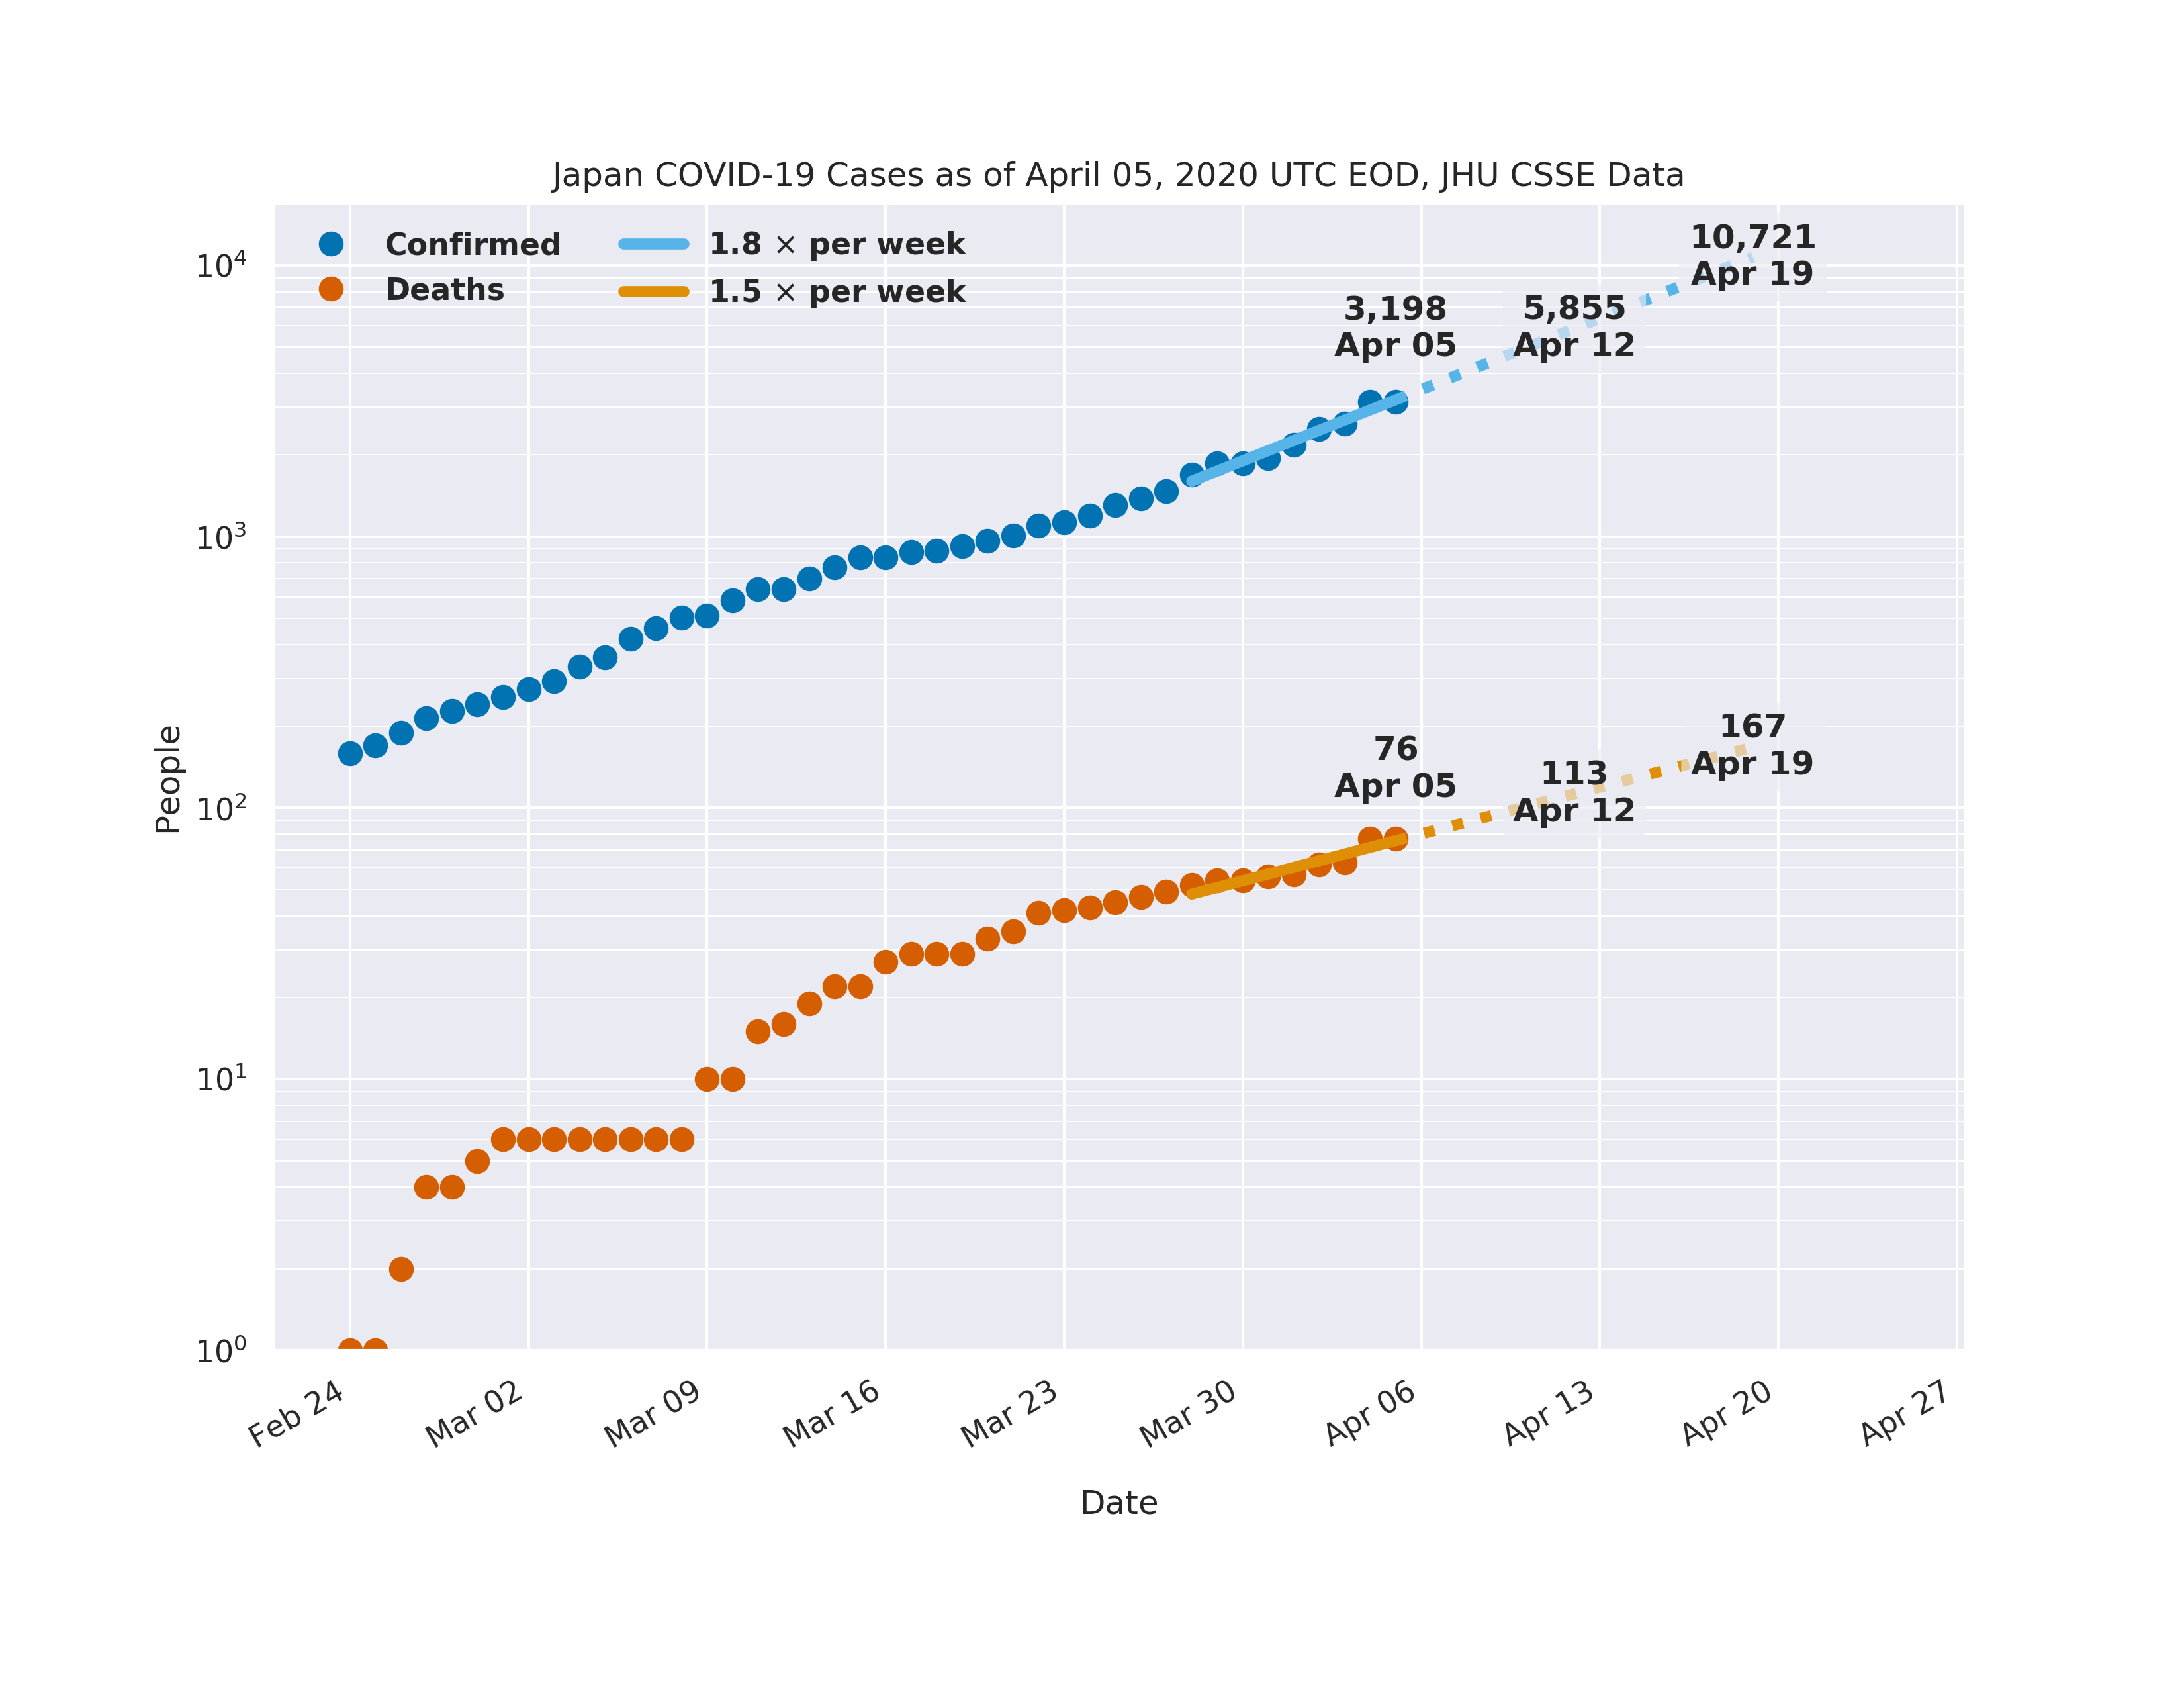 Japan COVID-19 Cases as of April 05, 2020 UTC EOD, JHU CSSE Data
Confirmed
Deaths
1.8 × per week
1.5 × per week
10,721
Apr 19
3,198
Apr 05
5,855
Apr 12
167
Apr 19
76
Apr 05
113
Apr 12
10⁴
10³
10²
10¹
10⁰
People
Feb 24
Mar 02
Mar 09
Mar 16
Mar 23
Mar 30
Apr 06
Apr 13
Apr 20
Apr 27
Date